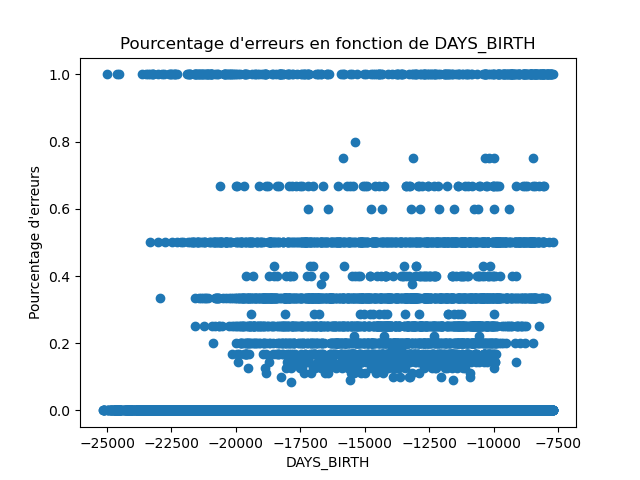 Pourcentage d'erreurs en fonction de DAYS_BIRTH
1.0
0.8
0.6
0.4
0.2
0.0
Pourcentage d'erreurs
−25000 −22500 −20000 −17500 −15000 −12500 −10000 −7500
DAYS_BIRTH